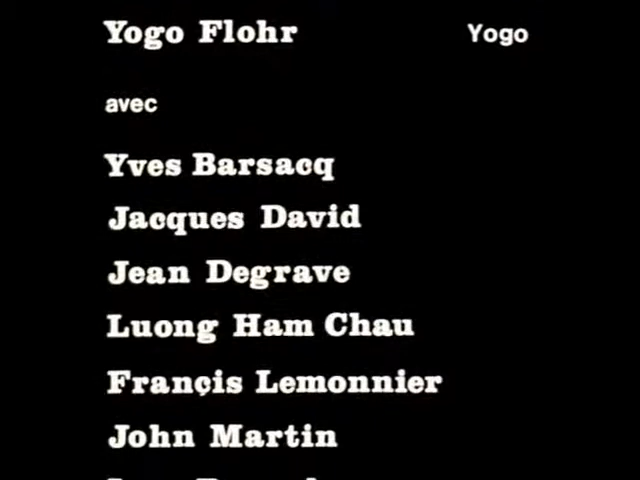 Yogo Flohr Yogo
avec
Yves Barsacq
Jacques David
Jean Degrave
Luong Ham Chau
Françis Lemonnier
John Martin